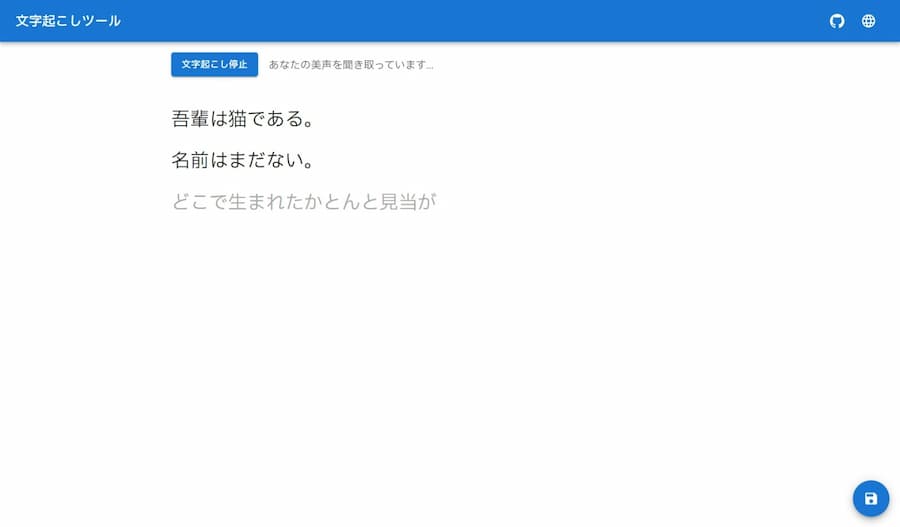 文字起こしツール
文字起こし停止
あなたの美声を聞き取っています...
吾輩は猫である。
名前はまだない。
どこで生まれたかとんと見当が